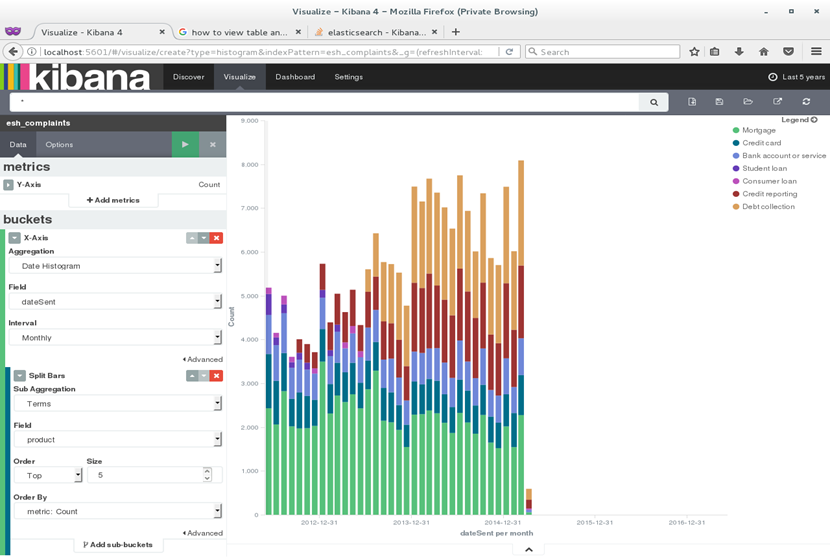 Visualize – Kibana 4 – Mozilla Firefox (Private Browsing)
Visualize - Kibana 4
how to view table an...
elasticsearch - Kibana...
localhost:5601/#/visualize/create?type=histogram&indexPattern=esh_complaints&_g=(refreshInterval:
Search
kibana
Discover
Visualize
Dashboard
Settings
Last 5 years
*
esh_complaints
Data
Options
metrics
Y-Axis
Count
Add metrics
buckets
X-Axis
Aggregation
Date Histogram
Field
dateSent
Interval
Monthly
Advanced
Split Bars
Sub Aggregation
Terms
Field
product
Order
Size
Top
5
Order By
metric: Count
Advanced
Add sub-buckets
9,000
8,000
7,000
6,000
5,000
4,000
3,000
2,000
1,000
0
Count
2012-12-31
2013-12-31
2014-12-31
2015-12-31
2016-12-31
dateSent per month
Legend
Mortgage
Credit card
Bank account or service
Student loan
Consumer loan
Credit reporting
Debt collection